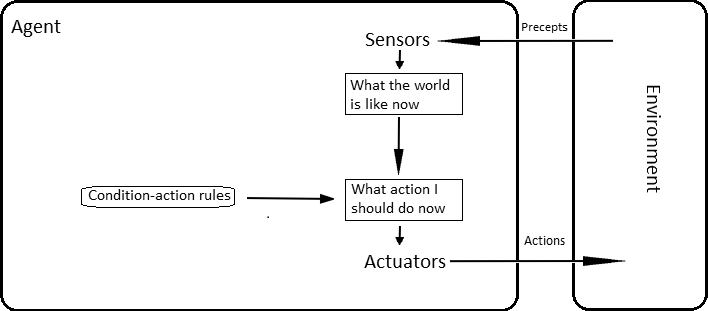 Agent
Sensors
Precepts
What the world
is like now
Environment
Condition-action rules
What action I
should do now
Actuators
Actions